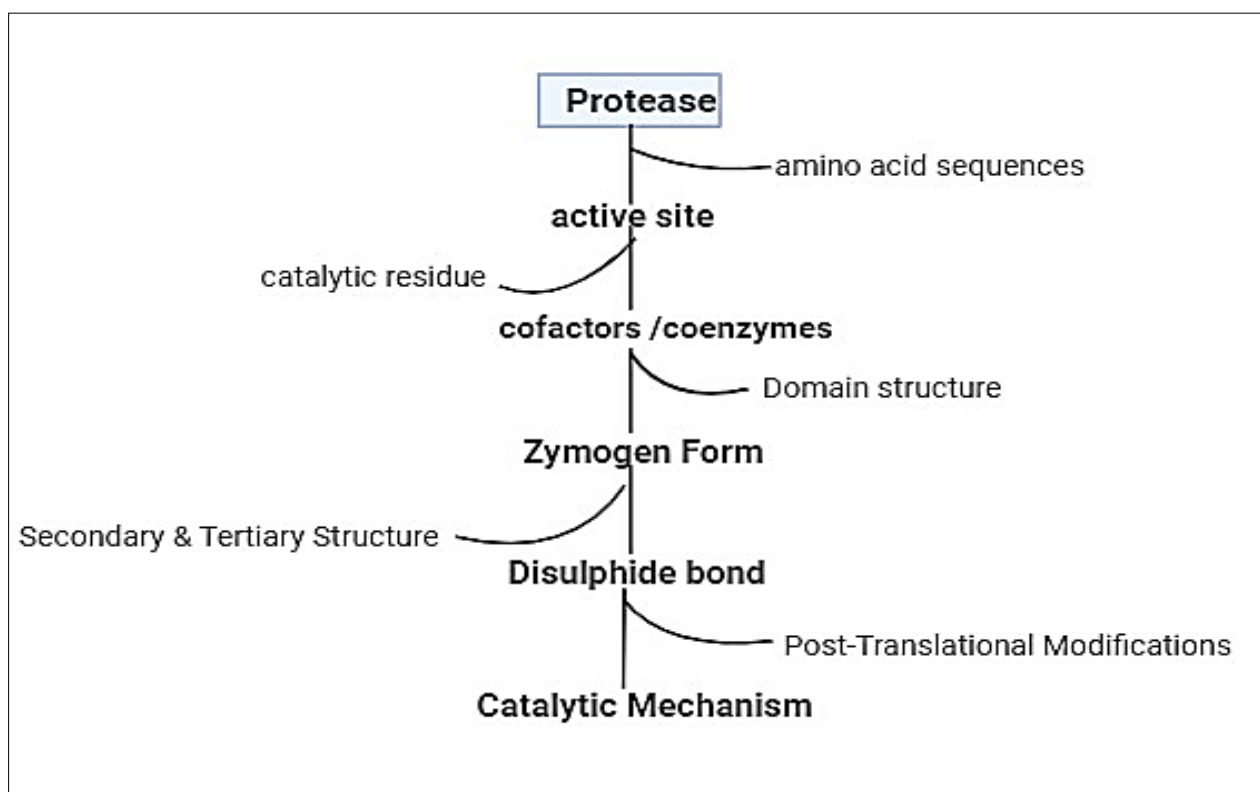 Protease
amino acid sequences
active site
catalytic residue
cofactors /coenzymes
Domain structure
Zymogen Form
Secondary & Tertiary Structure
Disulphide bond
Post-Translational Modifications
Catalytic Mechanism